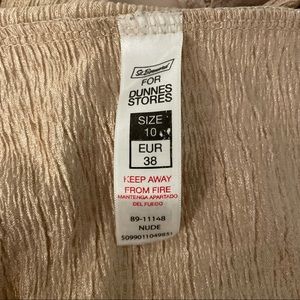 St. Bernard
FOR
DUNNES
STORES
SIZE
10
EUR
38
KEEP AWAY
FROM FIRE
MANTENGA APARTADO
DEL FUEGO
89-11148
NUDE